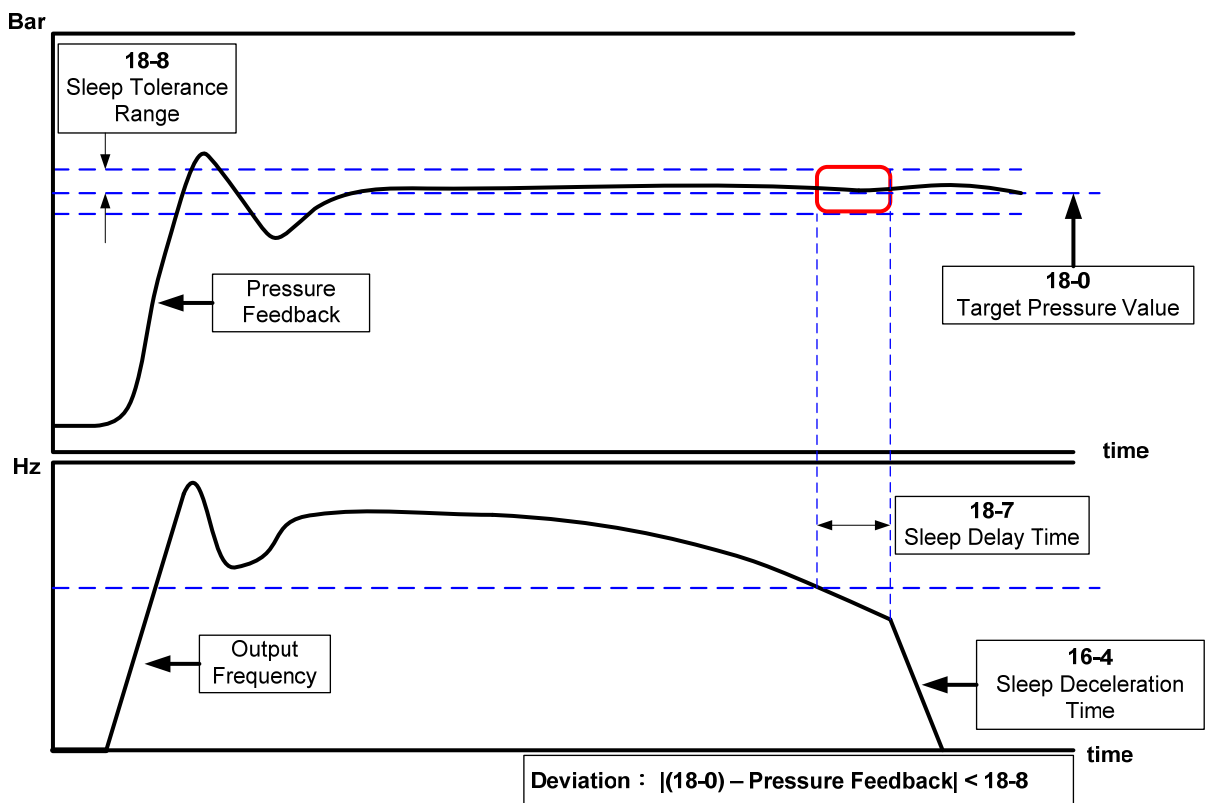 Bar
18-8
Sleep Tolerance
Range
Pressure
Feedback
18-0
Target Pressure Value
time
Hz
18-7
Sleep Delay Time
Output
Frequency
16-4
Sleep Deceleration
Time
time
Deviation： |(18-0) – Pressure Feedback| < 18-8